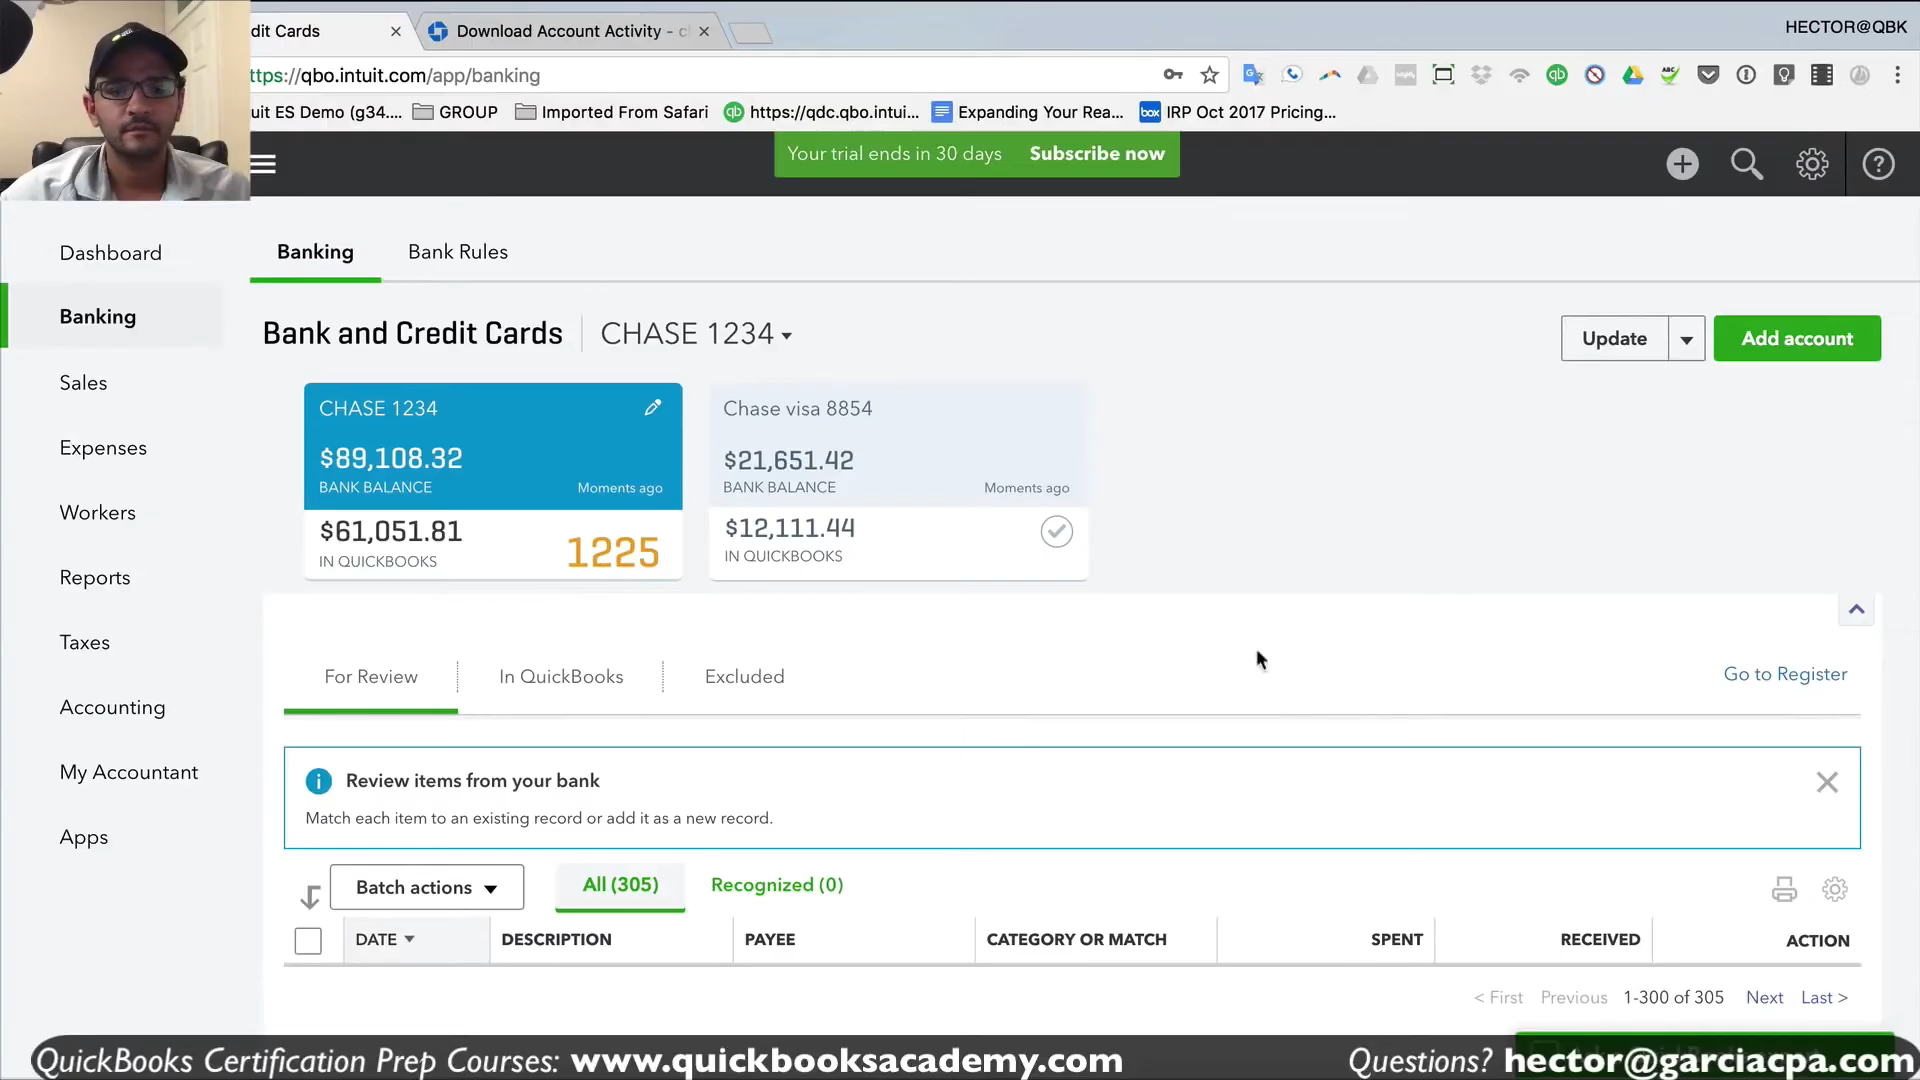 dit Cards
Download Account Activity - c
HECTOR@QBK
ttps://qbo.intuit.com/app/banking
uit ES Demo (g34....
GROUP
Imported From Safari
https://qdc.qbo.intui...
Expanding Your Rea...
box
IRP Oct 2017 Pricing...
Your trial ends in 30 days Subscribe now
Dashboard
Banking
Sales
Expenses
Workers
Reports
Taxes
Accounting
My Accountant
Apps
Banking
Bank Rules
Bank and Credit Cards
CHASE 1234
Update
Add account
CHASE 1234
$89,108.32
BANK BALANCE
Moments ago
$61,051.81
IN QUICKBOOKS
1225
Chase visa 8854
$21,651.42
BANK BALANCE
Moments ago
$12,111.44
IN QUICKBOOKS
For Review
In QuickBooks
Excluded
Go to Register
Review items from your bank
Match each item to an existing record or add it as a new record.
Batch actions
All (305)
Recognized (0)
DATE
DESCRIPTION
PAYEE
CATEGORY OR MATCH
SPENT
RECEIVED
ACTION
< First Previous 1-300 of 305 Next Last >
QuickBooks Certification Prep Courses: www.quickbooksacademy.com
Questions? hector@garciacpa.com